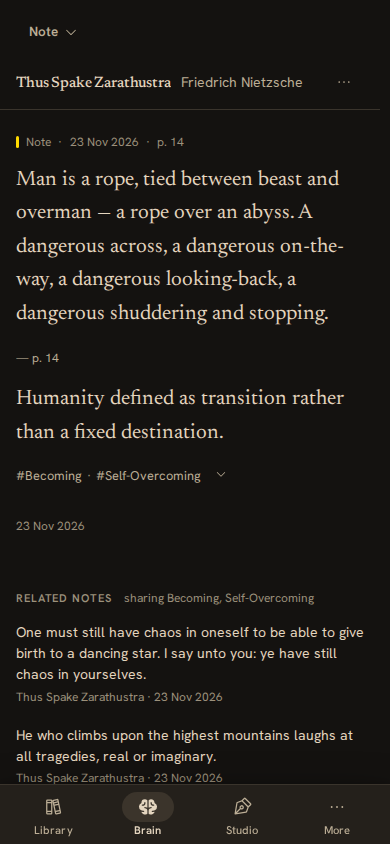 Note
Thus Spake Zarathustra Friedrich Nietzsche ...
Note · 23 Nov 2026 · p. 14
Man is a rope, tied between beast and
overman — a rope over an abyss. A
dangerous across, a dangerous on-the-
way, a dangerous looking-back, a
dangerous shuddering and stopping.
— p. 14
Humanity defined as transition rather
than a fixed destination.
#Becoming · #Self-Overcoming
23 Nov 2026
RELATED NOTES sharing Becoming, Self-Overcoming
One must still have chaos in oneself to be able to give
birth to a dancing star. I say unto you: ye have still
chaos in yourselves.
Thus Spake Zarathustra · 23 Nov 2026
He who climbs upon the highest mountains laughs at
all tragedies, real or imaginary.
Thus Spake Zarathustra · 23 Nov 2026
Library Brain Studio More